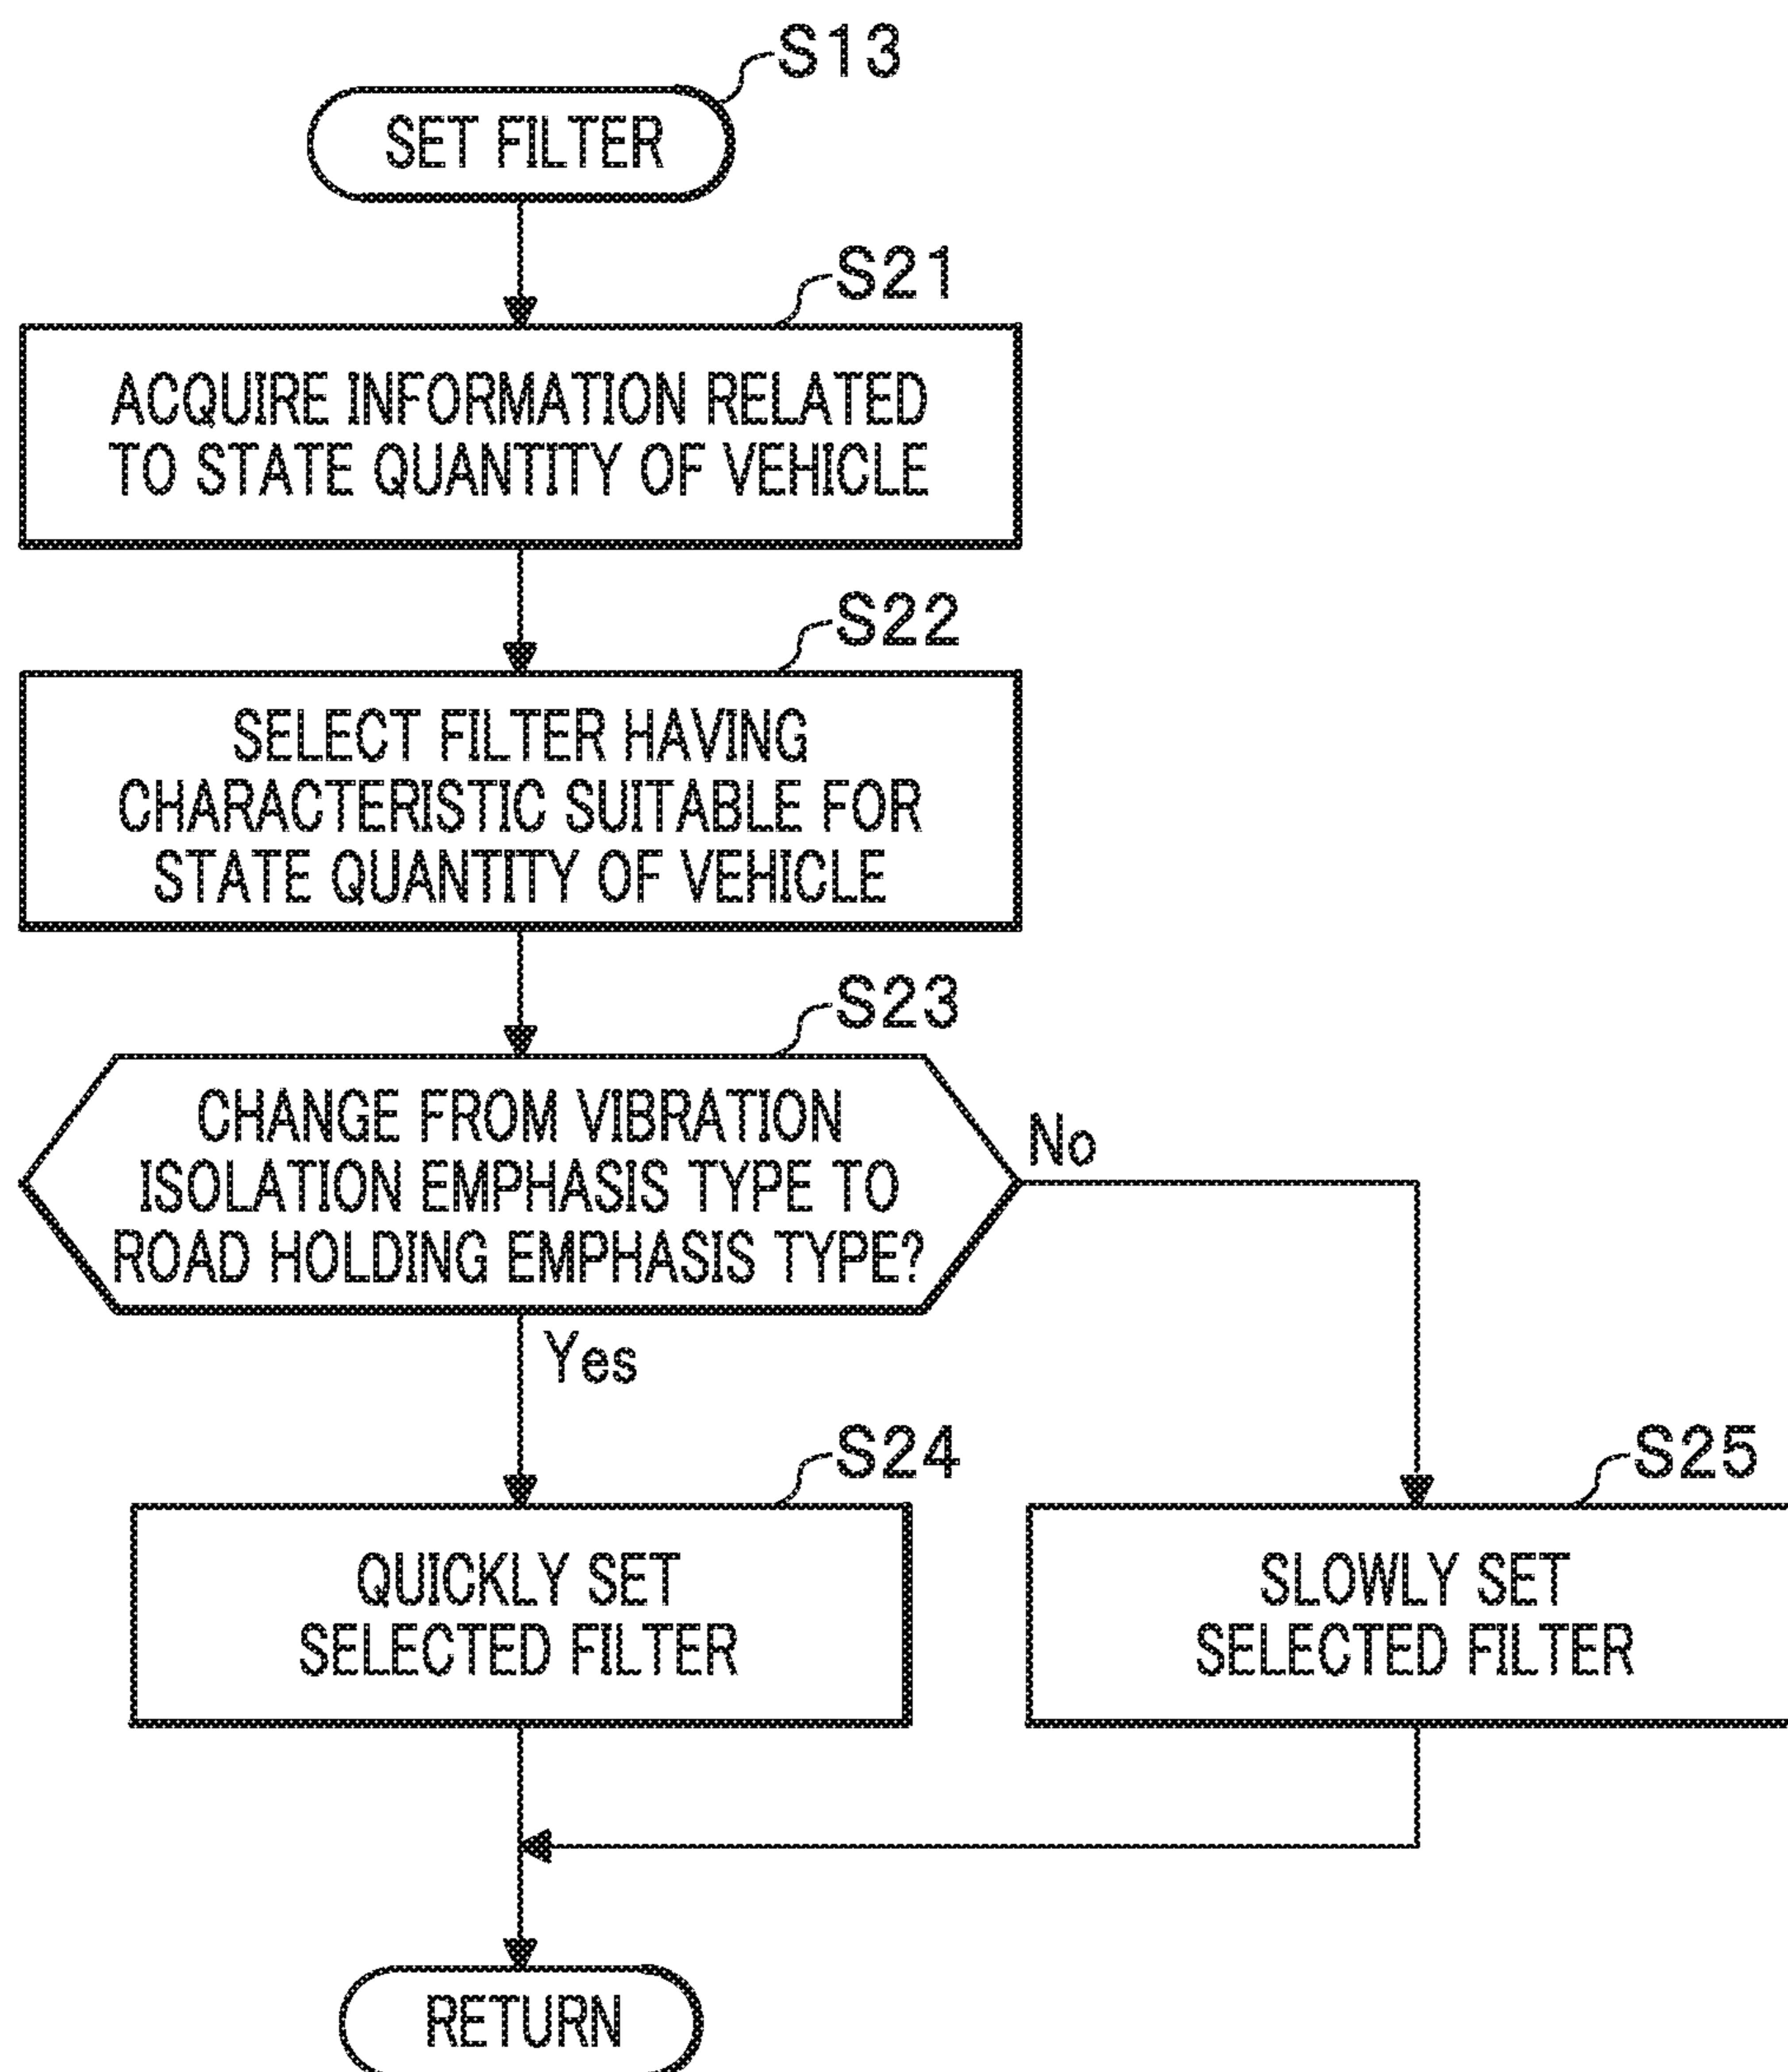 S13
SET FILTER
S21
ACQUIRE INFORMATION RELATED
TO STATE QUANTITY OF VEHICLE
S22
SELECT FILTER HAVING
CHARACTERISTIC SUITABLE FOR
STATE QUANTITY OF VEHICLE
S23
CHANGE FROM VIBRATION
ISOLATION EMPHASIS TYPE TO
ROAD HOLDING EMPHASIS TYPE?
No
Yes
S24
QUICKLY SET
SELECTED FILTER
S25
SLOWLY SET
SELECTED FILTER
RETURN